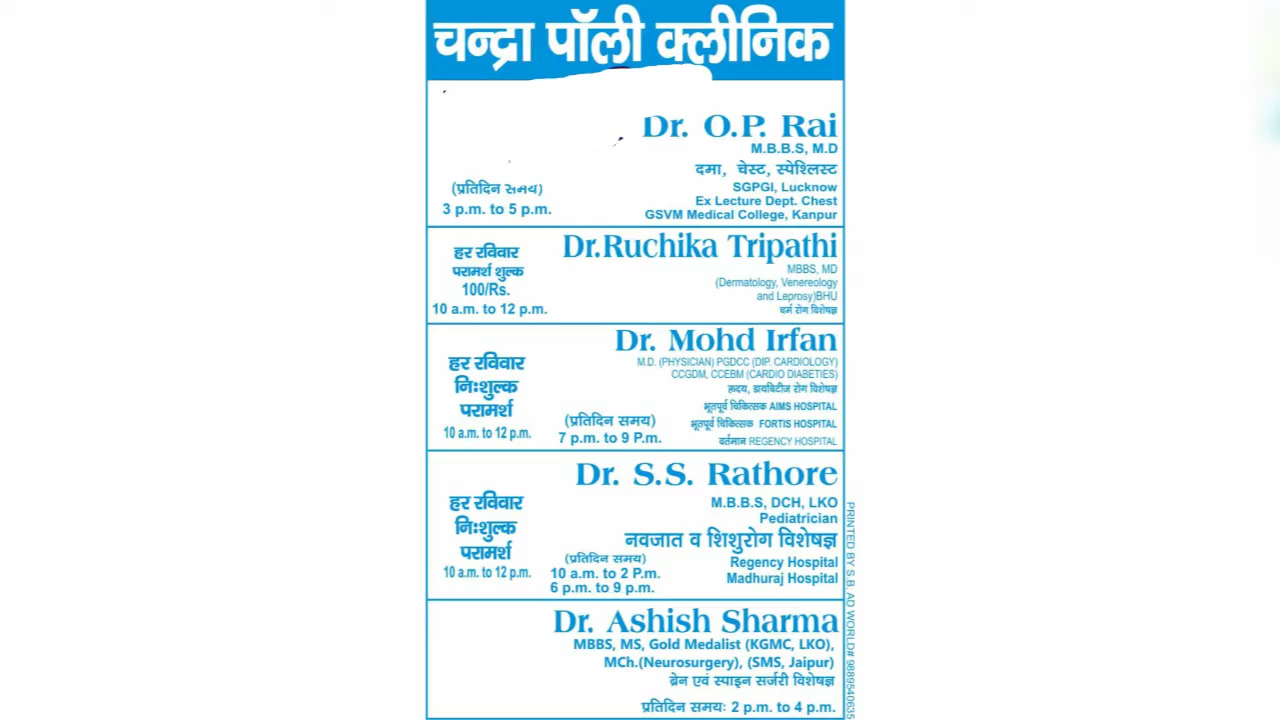 चन्द्रा पॉली क्लीनिक
Dr. O.P. Rai
M.B.B.S, M.D
दमा, चेस्ट, स्पेश्लिस्ट
SGPGI, Lucknow
Ex Lecture Dept. Chest
GSVM Medical College, Kanpur
(प्रतिदिन समय)
3 p.m. to 5 p.m.
Dr.Ruchika Tripathi
MBBS, MD
(Dermatology, Venereology
and Leprosy)BHU
चर्म रोग विशेषज्ञ
हर रविवार
परामर्श शुल्क
100/Rs.
10 a.m. to 12 p.m.
Dr. Mohd Irfan
M.D. (PHYSICIAN) PGDCC (DIP. CARDIOLOGY)
CCGDM, CCEBM (CARDIO DIABETIES)
हृदय, डायबिटीज रोग विशेषज्ञ
भूतपूर्व चिकित्सक AIMS HOSPITAL
भूतपूर्व चिकित्सक FORTIS HOSPITAL
वर्तमान REGENCY HOSPITAL
हर रविवार
निःशुल्क
परामर्श
10 a.m. to 12 p.m.
(प्रतिदिन समय)
7 p.m. to 9 P.m.
Dr. S.S. Rathore
M.B.B.S, DCH, LKO
Pediatrician
नवजात व शिशुरोग विशेषज्ञ
Regency Hospital
Madhuraj Hospital
हर रविवार
निःशुल्क
परामर्श
10 a.m. to 12 p.m.
(प्रतिदिन समय)
10 a.m. to 2 P.m.
6 p.m. to 9 p.m.
Dr. Ashish Sharma
MBBS, MS, Gold Medalist (KGMC, LKO),
MCh.(Neurosurgery), (SMS, Jaipur)
ब्रेन एवं स्पाइन सर्जरी विशेषज्ञ
प्रतिदिन समयः 2 p.m. to 4 p.m.
PRINTED BY S.B. AD WORLD# 9889540635